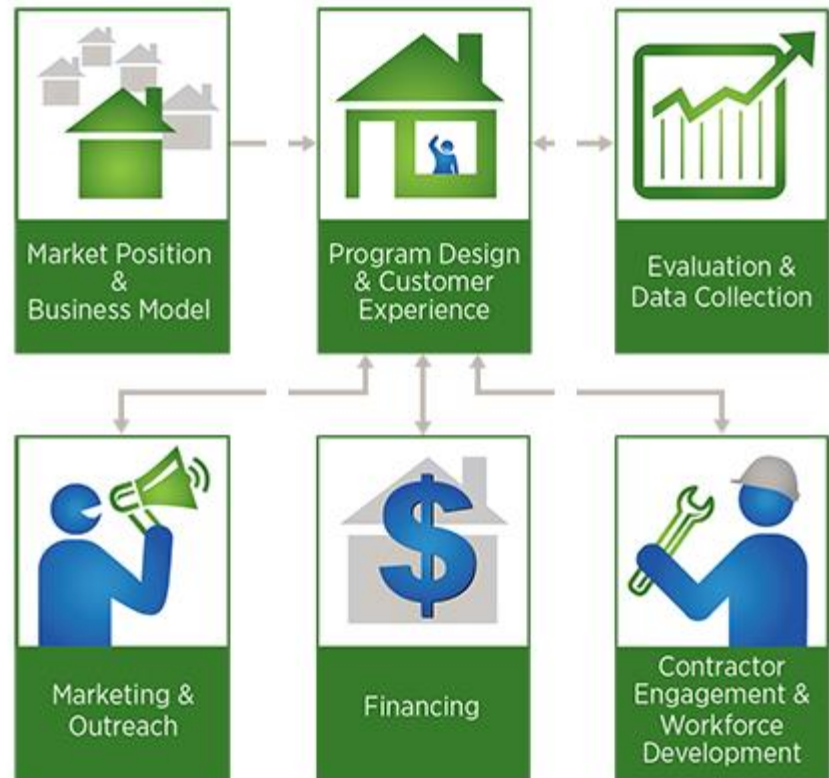 Market Position
&
Business Model
Program Design
& Customer
Experience
Evaluation &
Data Collection
Marketing &
Outreach
$
Financing
Contractor
Engagement &
Workforce
Development